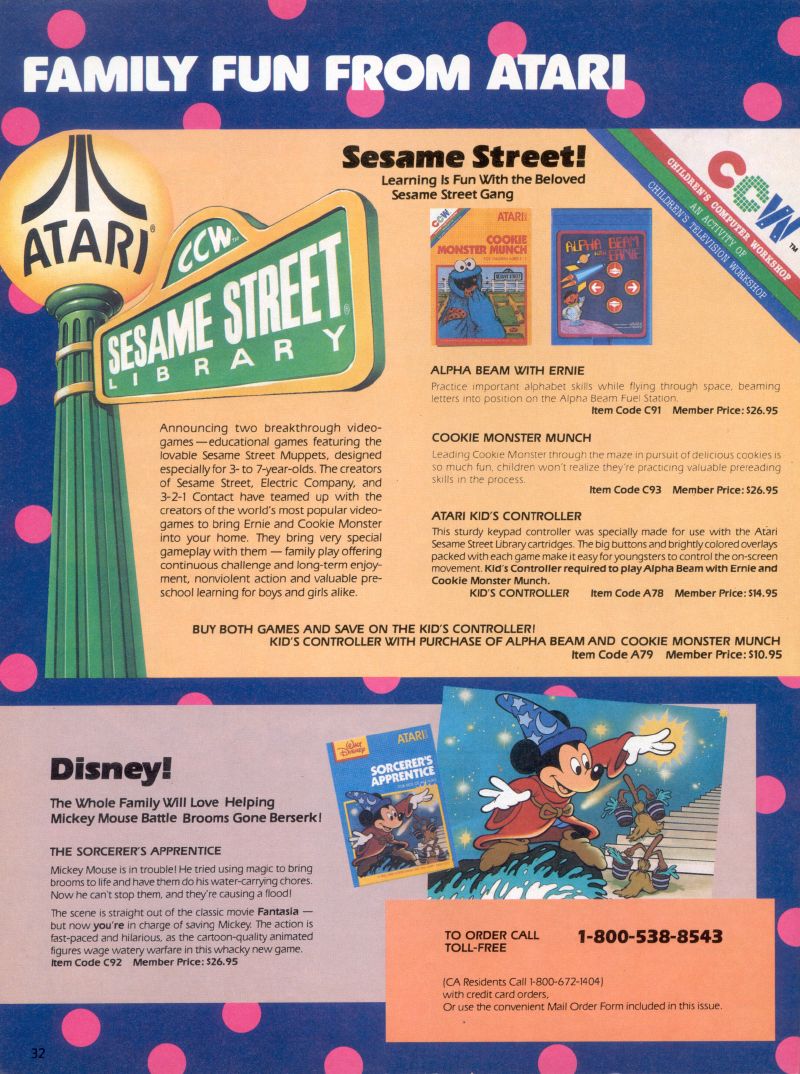 FAMILY FUN FROM ATARI
ATARI®
CCW™
SESAME STREET®
LIBRARY
Sesame Street!
Learning Is Fun With the Beloved
Sesame Street Gang
CCW™
CHILDREN'S COMPUTER WORKSHOP
AN ACTIVITY OF
CHILDREN'S TELEVISION WORKSHOP
CCW
ATARI
COOKIE
MONSTER MUNCH
SESAME STREET
ALPHA BEAM
WITH
ERNIE
ALPHA BEAM WITH ERNIE
Practice important alphabet skills while flying through space, beaming
letters into position on the Alpha Beam Fuel Station.
Item Code C91 Member Price: $26.95
COOKIE MONSTER MUNCH
Leading Cookie Monster through the maze in pursuit of delicious cookies is
so much fun, children won't realize they're practicing valuable prereading
skills in the process.
Item Code C93 Member Price: $26.95
ATARI KID'S CONTROLLER
This sturdy keypad controller was specially made for use with the Atari
Sesame Street Library cartridges. The big buttons and brightly colored overlays
packed with each game make it easy for youngsters to control the on-screen
movement. Kid's Controller required to play Alpha Beam with Ernie and
Cookie Monster Munch.
KID'S CONTROLLER Item Code A78 Member Price: $14.95
Announcing two breakthrough video-
games — educational games featuring the
lovable Sesame Street Muppets, designed
especially for 3- to 7-year-olds. The creators
of Sesame Street, Electric Company, and
3-2-1 Contact have teamed up with the
creators of the world's most popular video-
games to bring Ernie and Cookie Monster
into your home. They bring very special
gameplay with them — family play offering
continuous challenge and long-term enjoy-
ment, nonviolent action and valuable pre-
school learning for boys and girls alike.
BUY BOTH GAMES AND SAVE ON THE KID'S CONTROLLER!
KID'S CONTROLLER WITH PURCHASE OF ALPHA BEAM AND COOKIE MONSTER MUNCH
Item Code A79 Member Price: $10.95
Disney!
The Whole Family Will Love Helping
Mickey Mouse Battle Brooms Gone Berserk!
THE SORCERER'S APPRENTICE
Mickey Mouse is in trouble! He tried using magic to bring
brooms to life and have them do his water-carrying chores.
Now he can't stop them, and they're causing a flood!
The scene is straight out of the classic movie Fantasia —
but now you're in charge of saving Mickey. The action is
fast-paced and hilarious, as the cartoon-quality animated
figures wage watery warfare in this whacky new game.
Item Code C92 Member Price: $26.95
Walt
Disney
ATARI
SORCERER'S
APPRENTICE
TO ORDER CALL 1-800-538-8543
TOLL-FREE
(CA Residents Call 1-800-672-1404)
with credit card orders,
Or use the convenient Mail Order Form included in this issue.
32